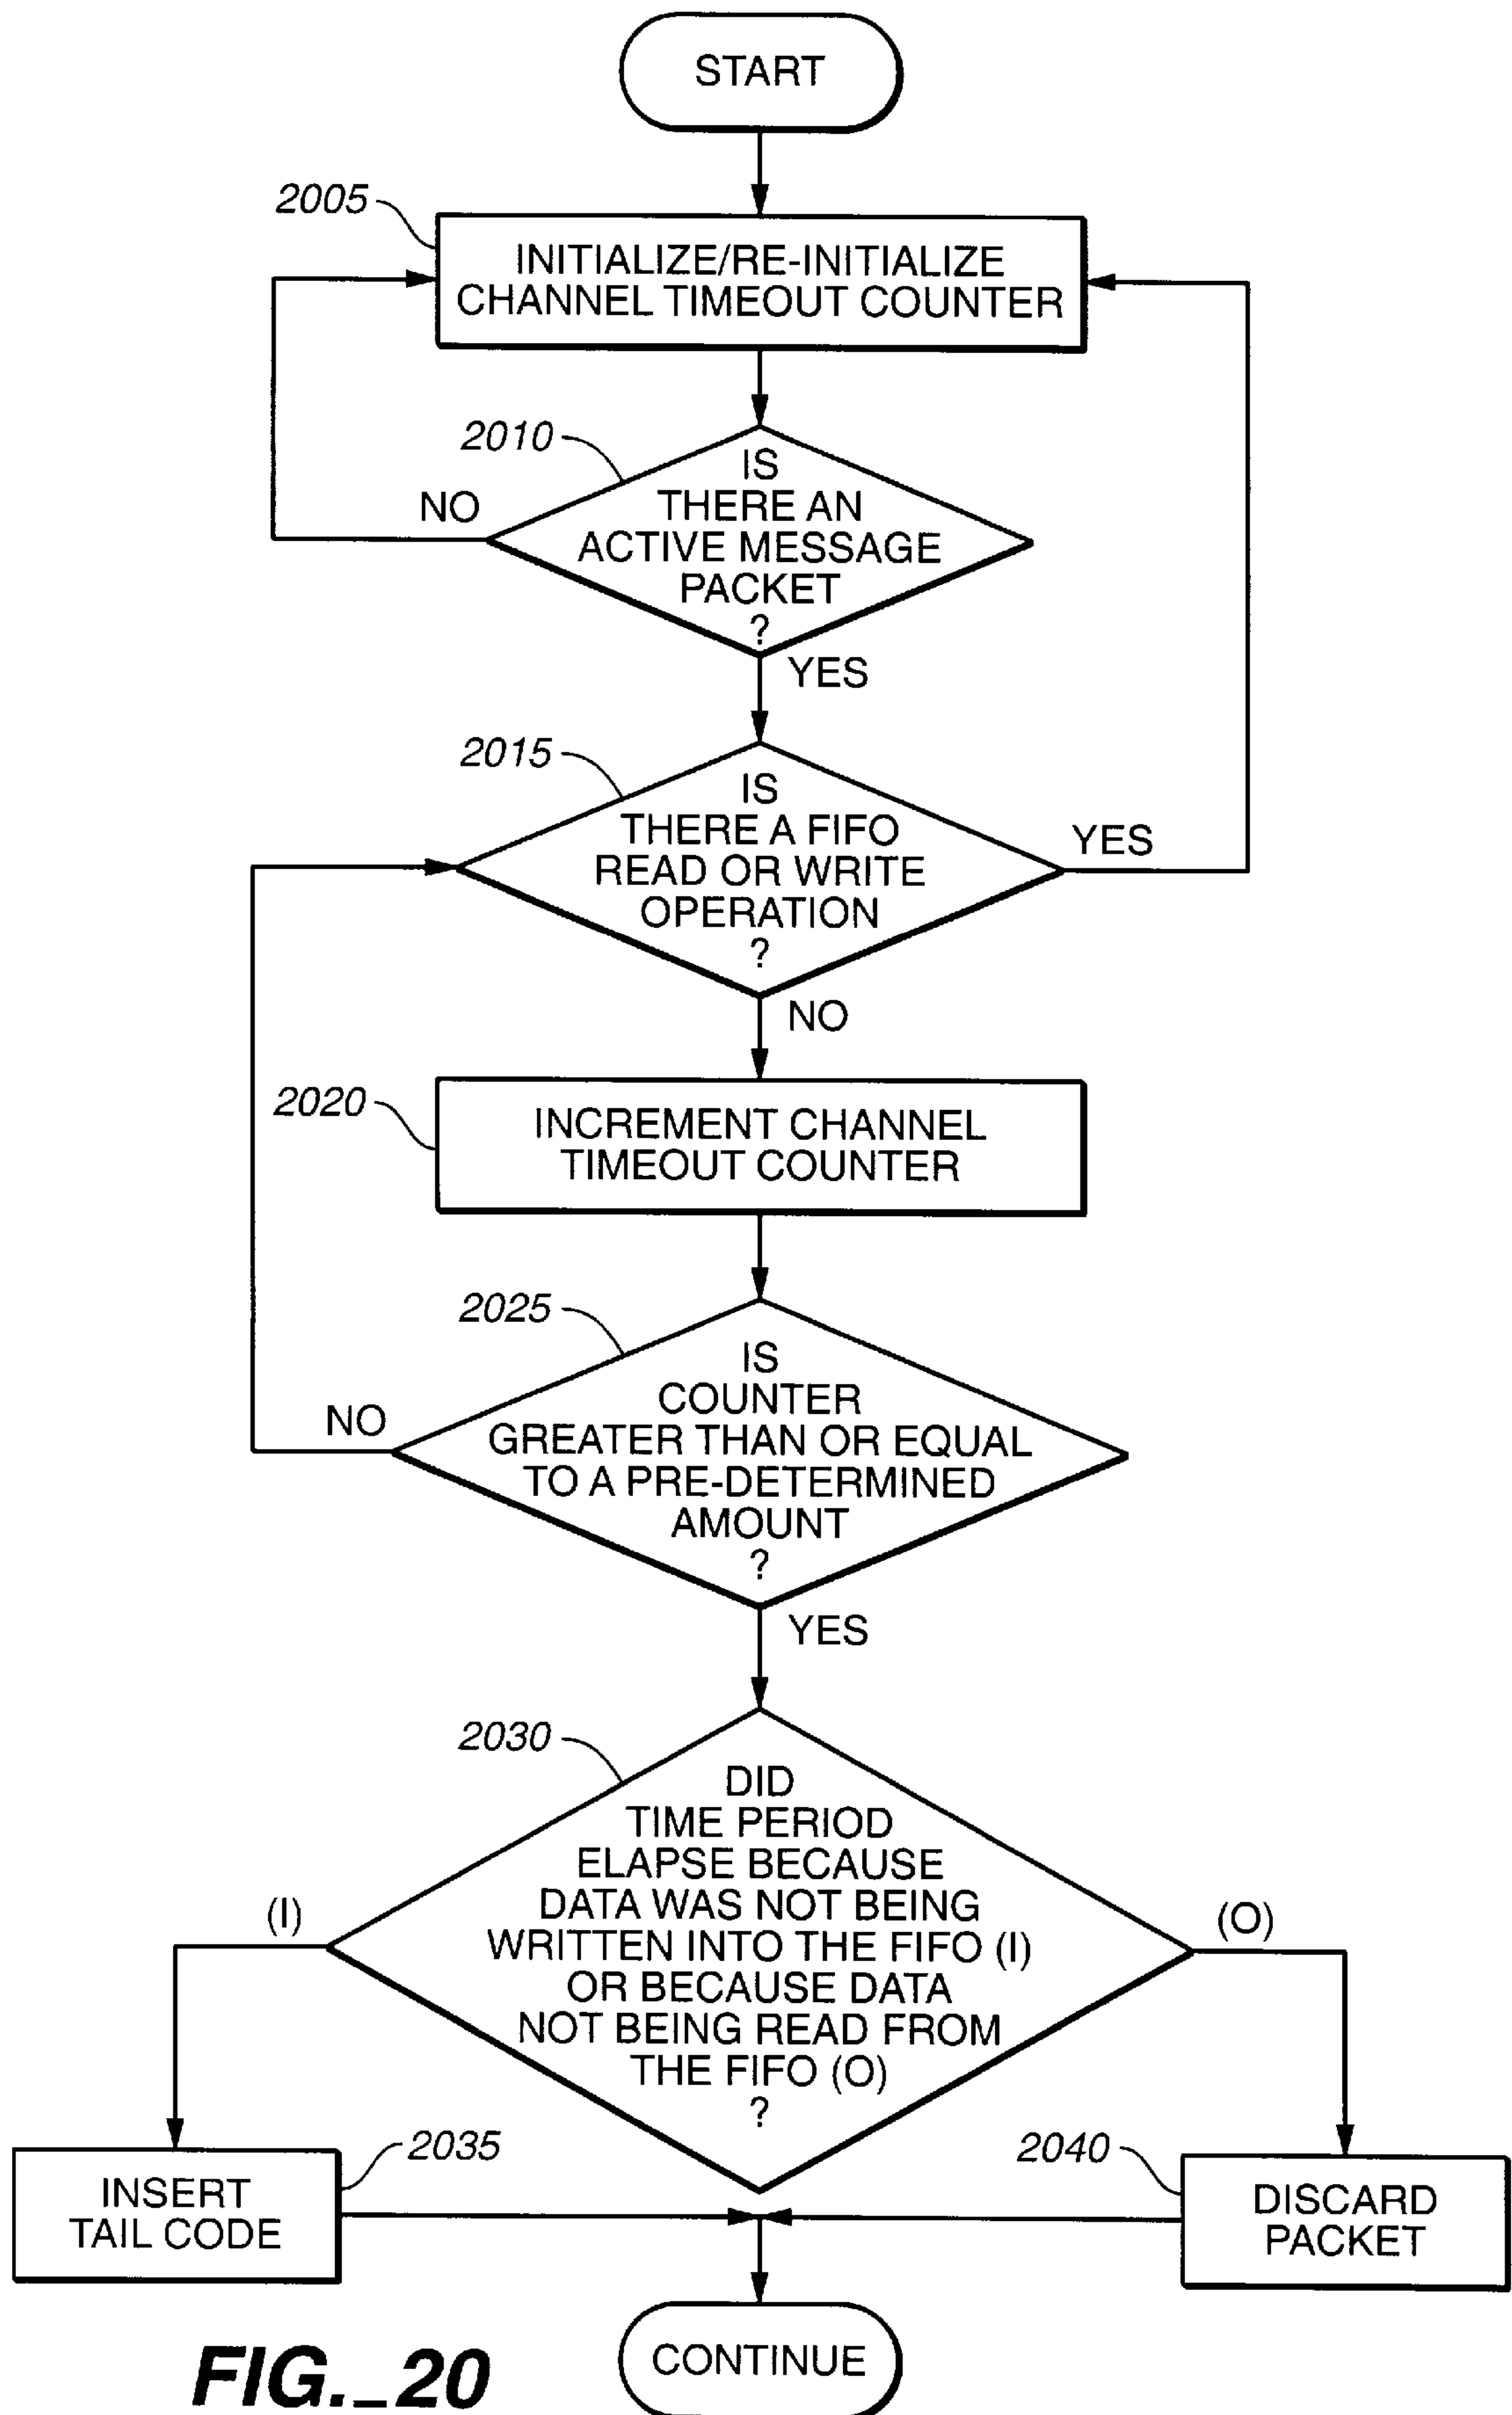 START
2005
INITIALIZE/RE-INITIALIZE
CHANNEL TIMEOUT COUNTER
2010
IS
THERE AN
ACTIVE MESSAGE
PACKET
?
NO
YES
2015
IS
THERE A FIFO
READ OR WRITE
OPERATION
?
YES
NO
2020
INCREMENT CHANNEL
TIMEOUT COUNTER
2025
IS
COUNTER
GREATER THAN OR EQUAL
TO A PRE-DETERMINED
AMOUNT
?
NO
YES
2030
DID
TIME PERIOD
ELAPSE BECAUSE
DATA WAS NOT BEING
WRITTEN INTO THE FIFO (I)
OR BECAUSE DATA
NOT BEING READ FROM
THE FIFO (O)
?
(I)
(O)
2035
INSERT
TAIL CODE
2040
DISCARD
PACKET
CONTINUE
FIG._20